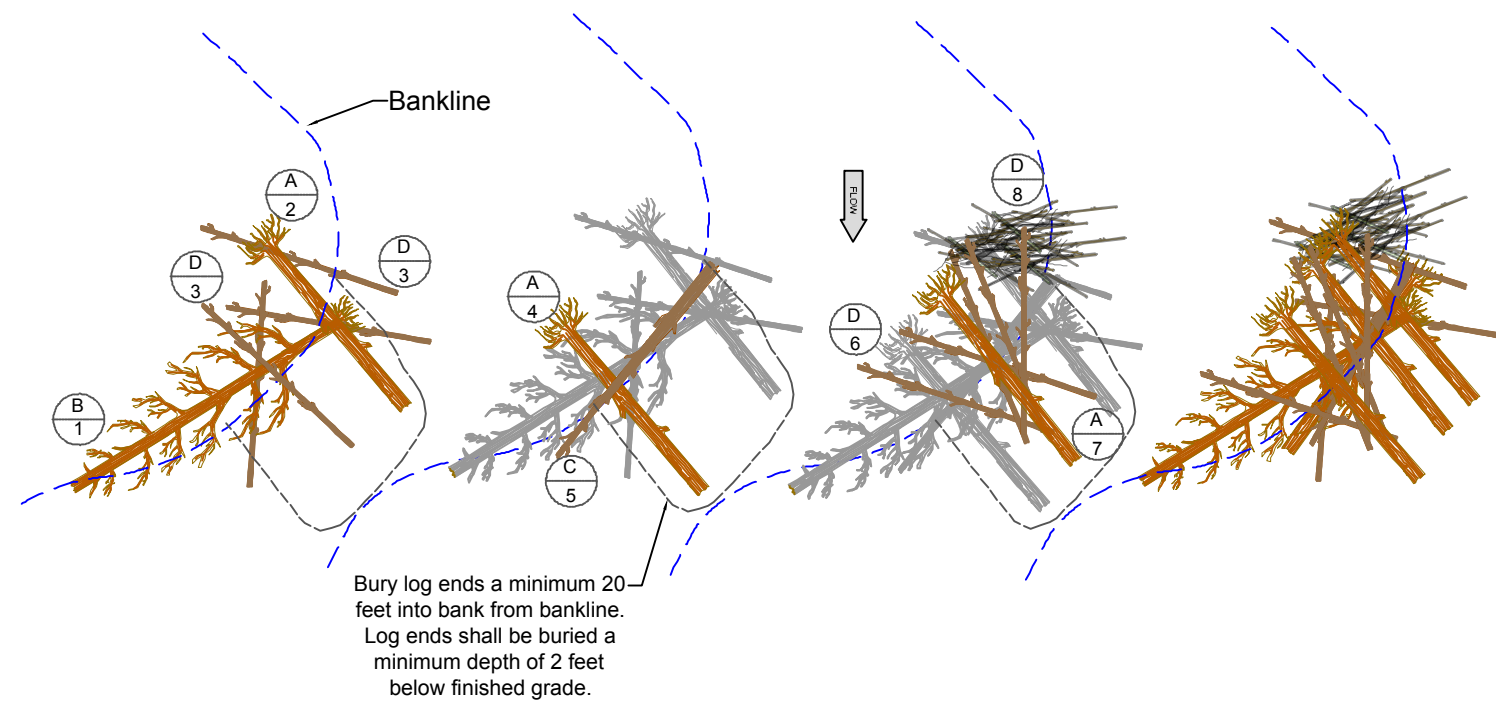 Bankline
A
2
D
3
D
3
B
1
A
4
C
5
Bury log ends a minimum 20
feet into bank from bankline.
Log ends shall be buried a
minimum depth of 2 feet
below finished grade.
FLOW
D
8
D
6
A
7